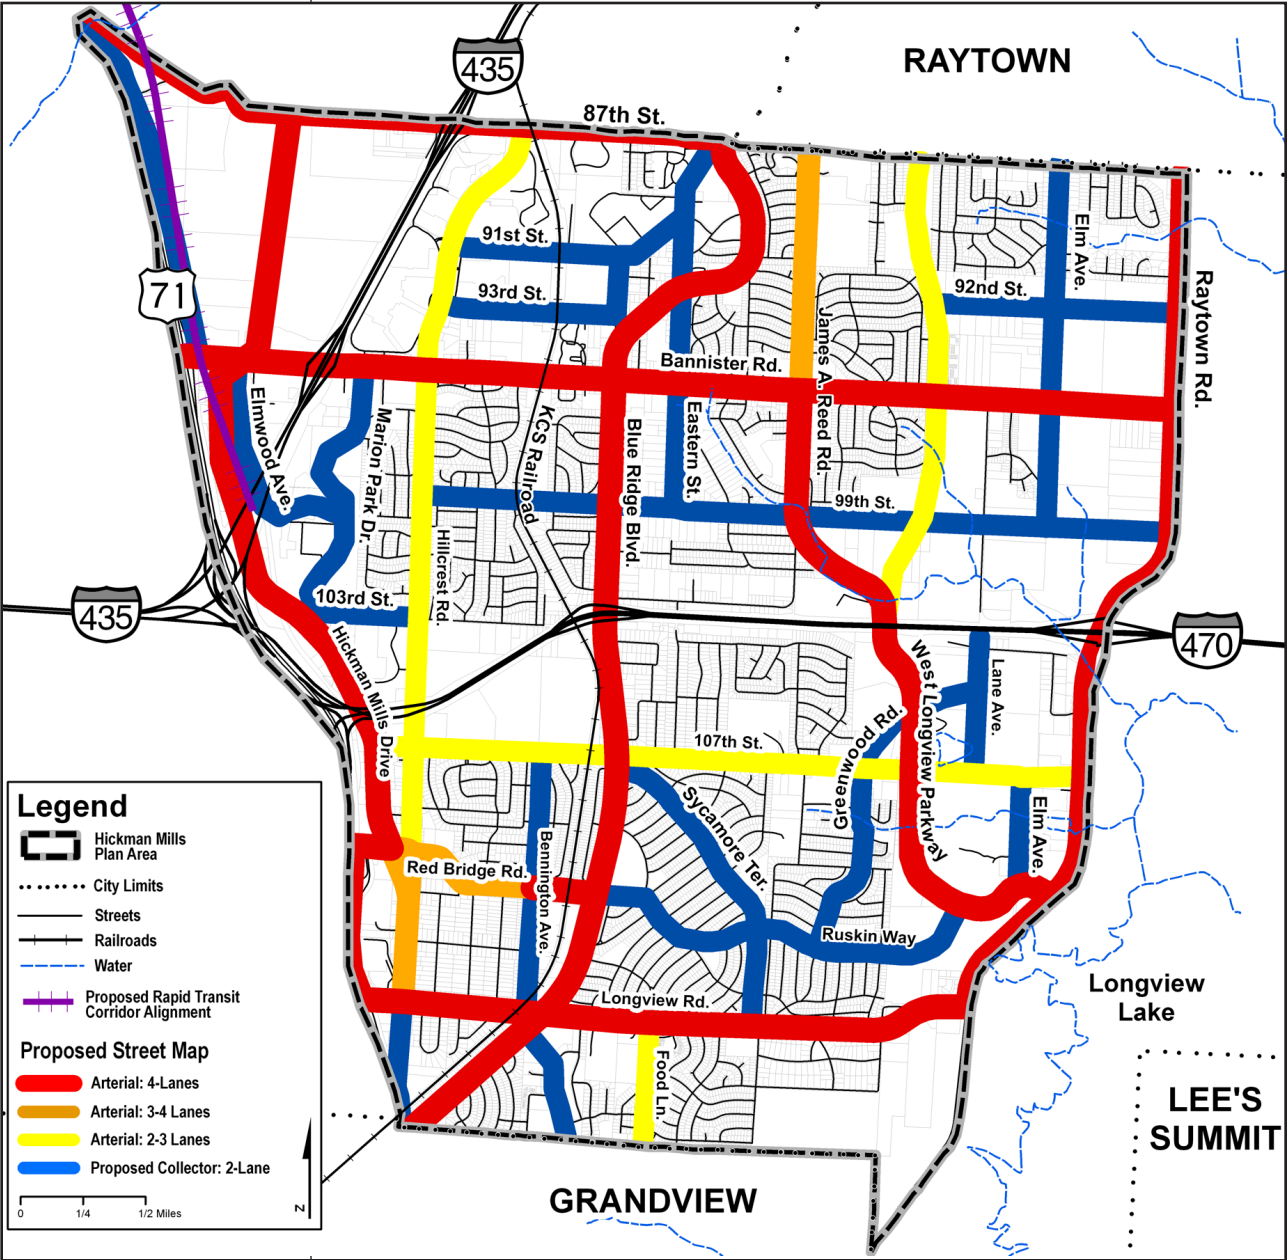 RAYTOWN
435
87th St.
91st St.
93rd St.
92nd St.
Elm Ave.
Raytown Rd.
71
James A. Reed Rd.
Bannister Rd.
Elmwood Ave.
Marion Park Dr.
KCS Railroad
Blue Ridge Blvd.
Eastern St.
99th St.
Hillcrest Rd.
103rd St.
435
470
Hickman Mills Drive
West Longview Parkway
Lane Ave.
Greenwood Rd.
107th St.
Sycamore Ter.
Elm Ave.
Bennington Ave.
Red Bridge Rd.
Ruskin Way
Longview Rd.
Food Ln.
Longview
Lake
LEE'S
SUMMIT
GRANDVIEW
Legend
Hickman Mills
Plan Area
City Limits
Streets
Railroads
Water
Proposed Rapid Transit
Corridor Alignment
Proposed Street Map
Arterial: 4-Lanes
Arterial: 3-4 Lanes
Arterial: 2-3 Lanes
Proposed Collector: 2-Lane
0 1/4 1/2 Miles
N